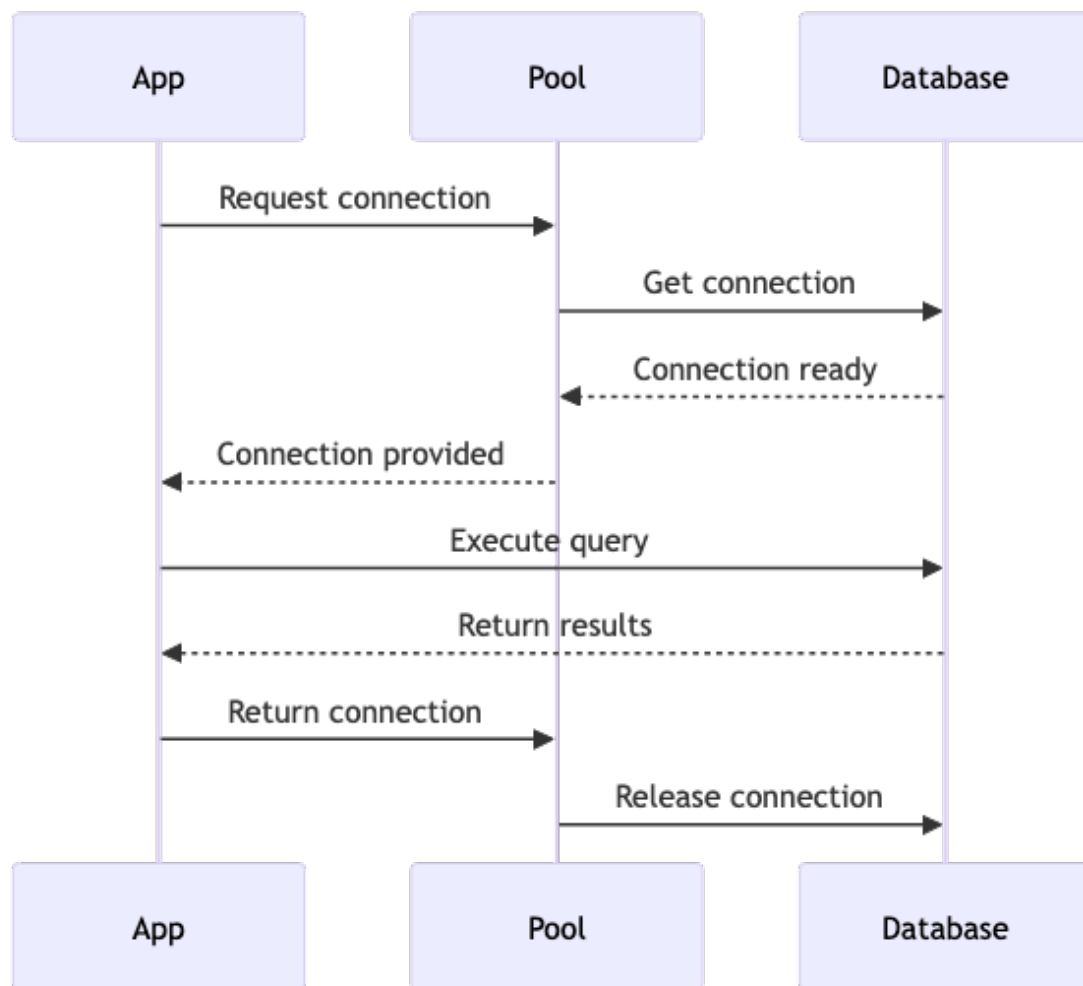 App Pool Database
Request connection
Get connection
Connection ready
Connection provided
Execute query
Return results
Return connection
Release connection
App Pool Database